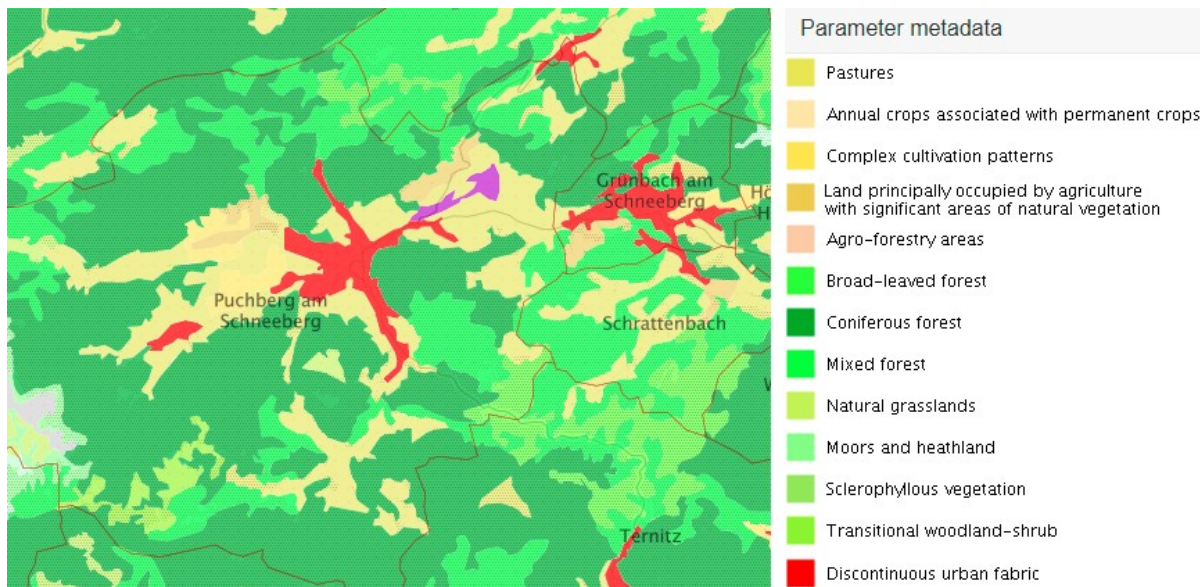 Grünbach am
Schneeberg
Hö
H
Puchberg am
Schneeberg
Schrattenbach
W
Ternitz
Parameter metadata
Pastures
Annual crops associated with permanent crops
Complex cultivation patterns
Land principally occupied by agriculture
with significant areas of natural vegetation
Agro-forestry areas
Broad-leaved forest
Coniferous forest
Mixed forest
Natural grasslands
Moors and heathland
Sclerophyllous vegetation
Transitional woodland-shrub
Discontinuous urban fabric